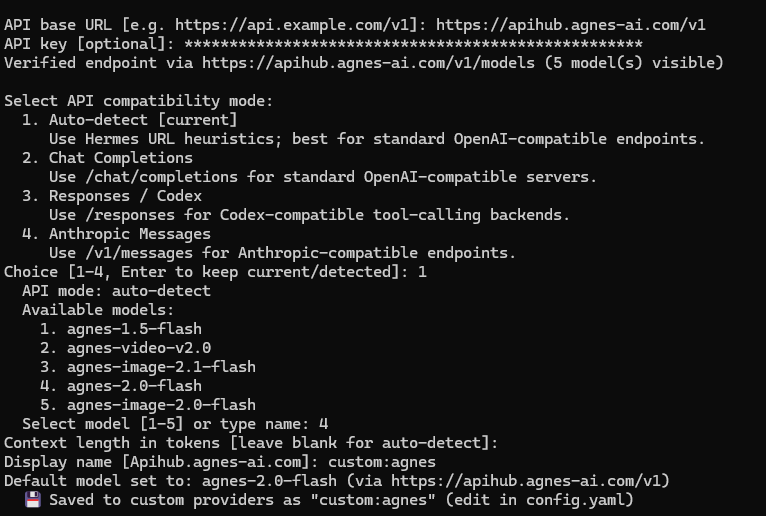 API base URL [e.g. https://api.example.com/v1]: https://apihub.agnes-ai.com/v1
API key [optional]: ***************************************************
Verified endpoint via https://apihub.agnes-ai.com/v1/models (5 model(s) visible)
Select API compatibility mode:
1. Auto-detect [current]
Use Hermes URL heuristics; best for standard OpenAI-compatible endpoints.
2. Chat Completions
Use /chat/completions for standard OpenAI-compatible servers.
3. Responses / Codex
Use /responses for Codex-compatible tool-calling backends.
4. Anthropic Messages
Use /v1/messages for Anthropic-compatible endpoints.
Choice [1-4, Enter to keep current/detected]: 1
API mode: auto-detect
Available models:
1. agnes-1.5-flash
2. agnes-video-v2.0
3. agnes-image-2.1-flash
4. agnes-2.0-flash
5. agnes-image-2.0-flash
Select model [1-5] or type name: 4
Context length in tokens [leave blank for auto-detect]:
Display name [Apihub.agnes-ai.com]: custom:agnes
Default model set to: agnes-2.0-flash (via https://apihub.agnes-ai.com/v1)
💾 Saved to custom providers as "custom:agnes" (edit in config.yaml)